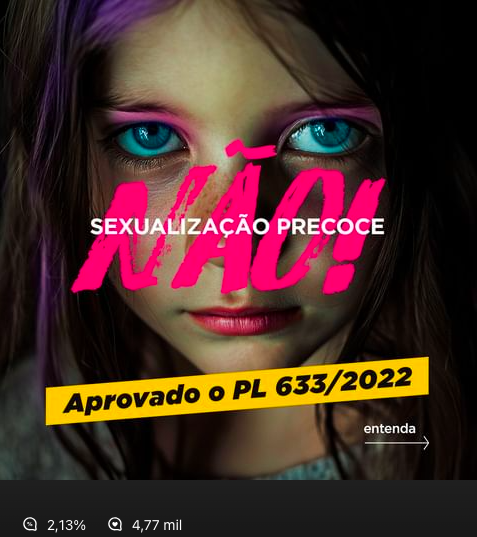 NÃO!
SEXUALIZAÇÃO PRECOCE
Aprovado o PL 633/2022
entenda
2,13% 4,77 mil